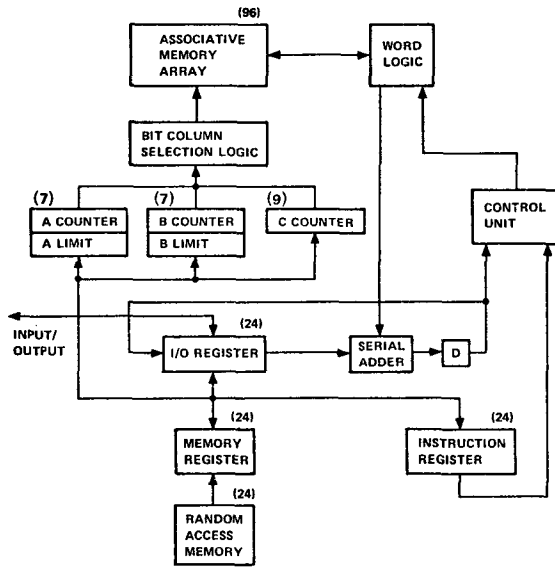 (96)
ASSOCIATIVE
MEMORY
ARRAY
WORD
LOGIC
BIT COLUMN
SELECTION LOGIC
(7)
(7)
(9)
A COUNTER
A LIMIT
B COUNTER
B LIMIT
C COUNTER
CONTROL
UNIT
INPUT/
OUTPUT
(24)
I/O REGISTER
SERIAL
ADDER
D
(24)
MEMORY
REGISTER
(24)
INSTRUCTION
REGISTER
(24)
RANDOM
ACCESS
MEMORY